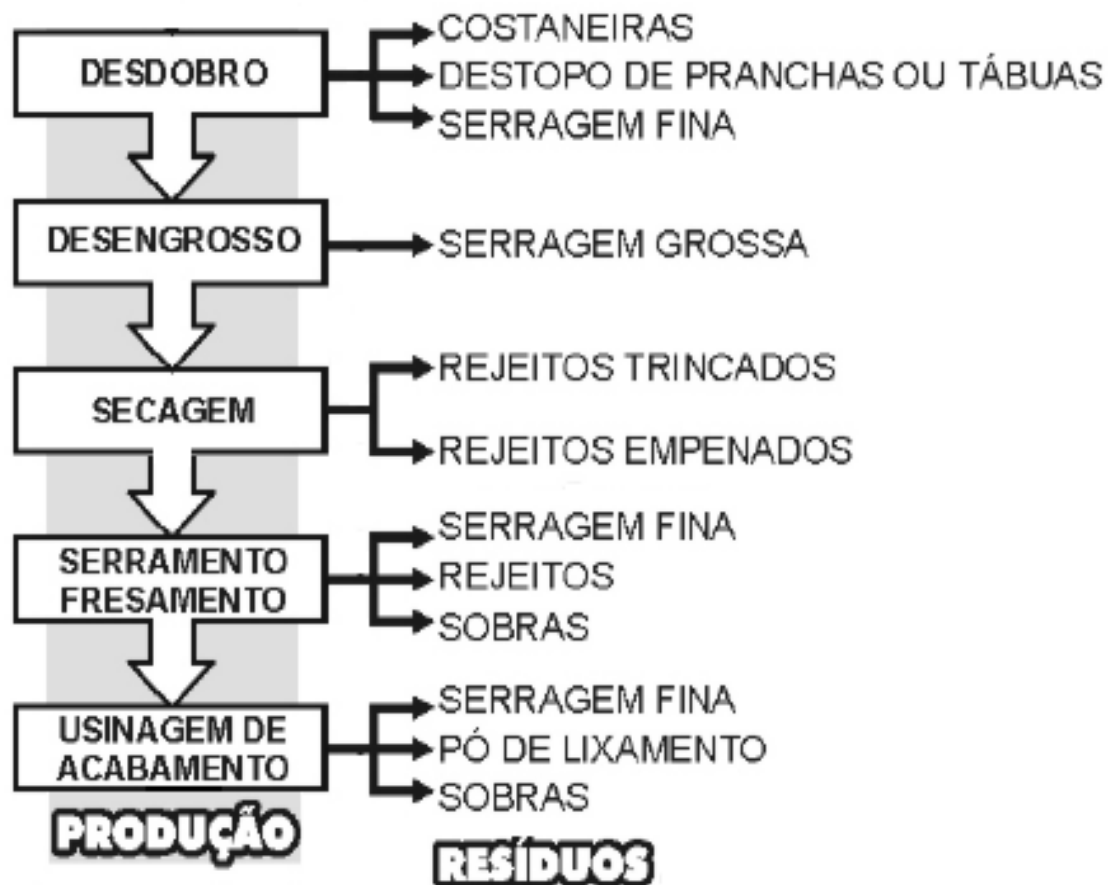 DESDOBRO
COSTANEIRAS
DESTOPO DE PRANCHAS OU TÁBUAS
SERRAGEM FINA
DESENGROSSO
SERRAGEM GROSSA
SECAGEM
REJEITOS TRINCADOS
REJEITOS EMPENADOS
SERRAMENTO
FRESAMENTO
SERRAGEM FINA
REJEITOS
SOBRAS
USINAGEM DE
ACABAMENTO
SERRAGEM FINA
PÓ DE LIXAMENTO
SOBRAS
PRODUÇÃO
RESÍDUOS